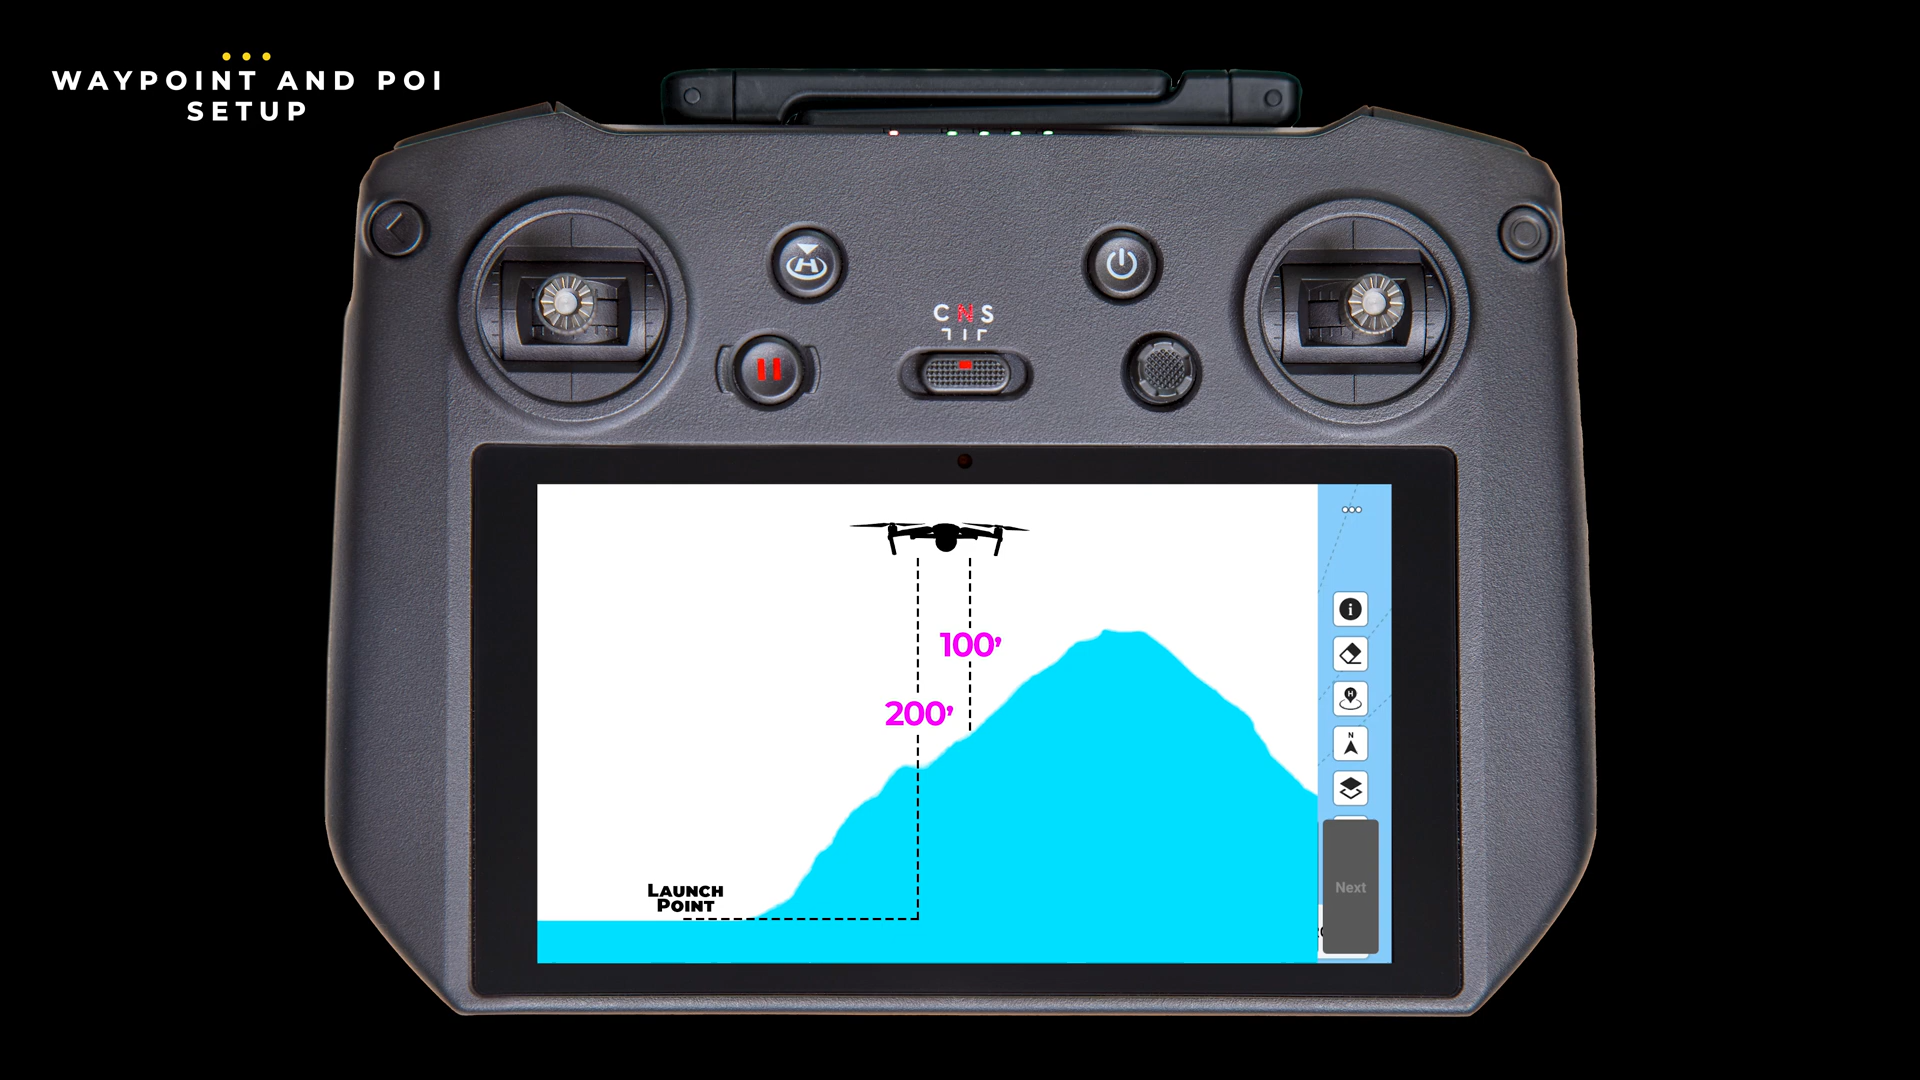 WAYPOINT AND POI
SETUP
C N S
H
100’
200’
LAUNCH
POINT
i
H
N
Next